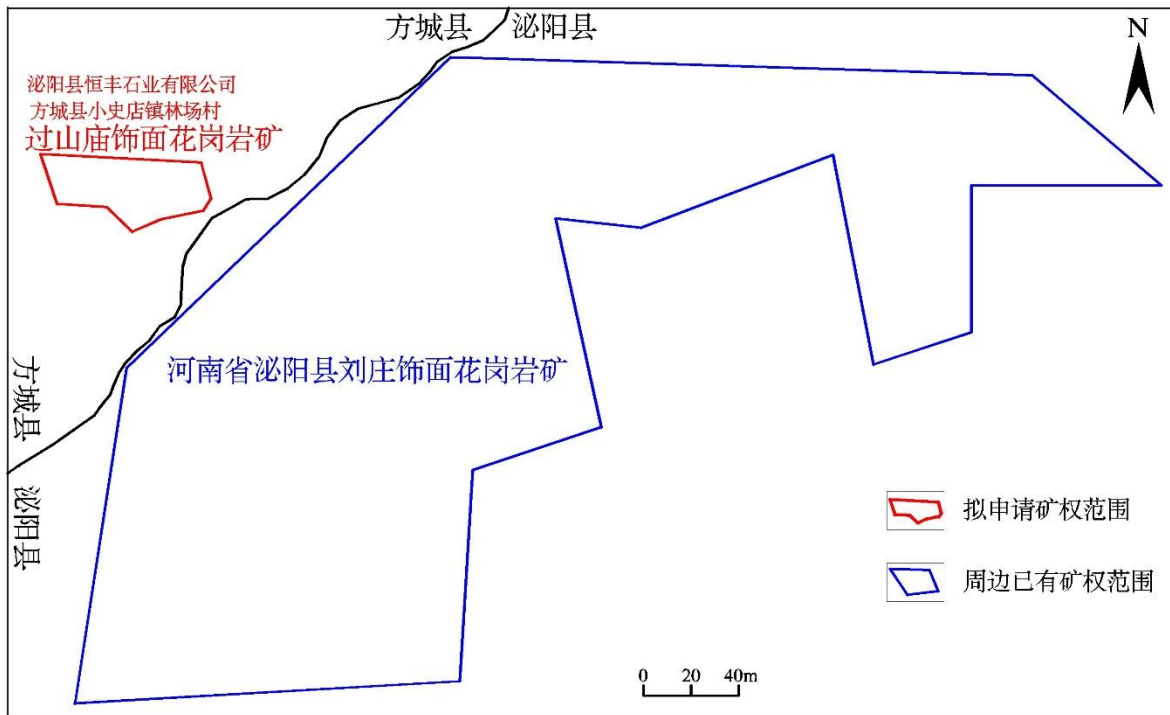 方城县
泌阳县
N
泌阳县恒丰石业有限公司
方城县小史店镇林场村
过山庙饰面花岗岩矿
河南省泌阳县刘庄饰面花岗岩矿
方城县
泌阳县
拟申请矿权范围
周边已有矿权范围
0 20 40m